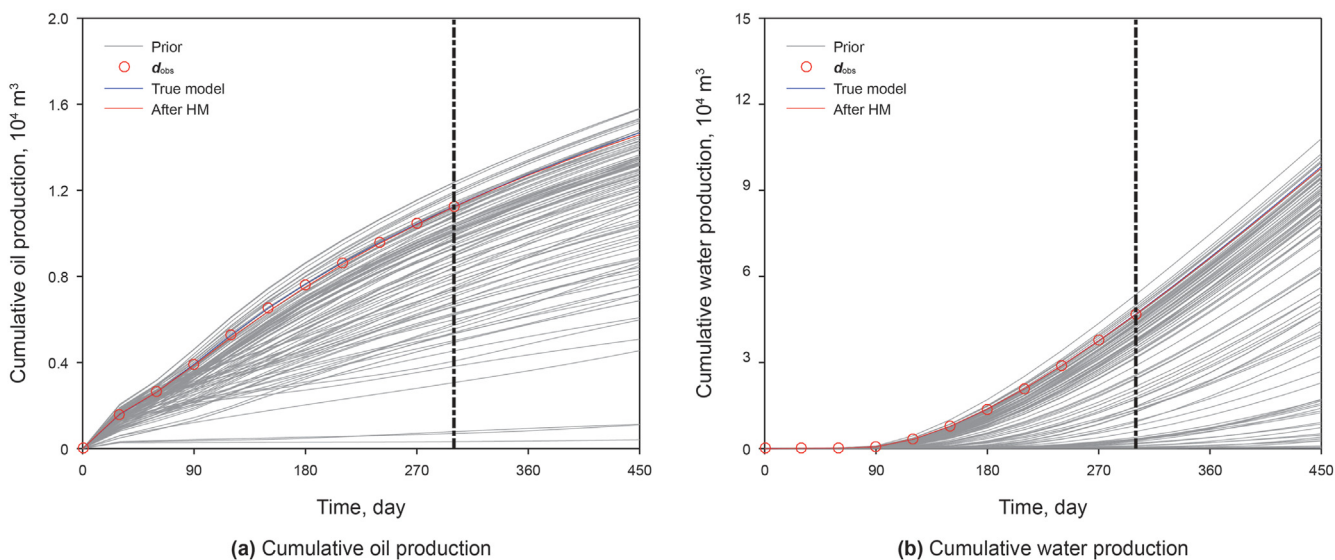 2.0
1.6
1.2
0.8
0.4
0
Cumulative oil production, 10⁴ m³
Prior
dobs
True model
After HM
0 90 180 270 360 450
Time, day
(a) Cumulative oil production
15
12
9
6
3
0
Cumulative water production, 10⁴ m³
Prior
dobs
True model
After HM
0 90 180 270 360 450
Time, day
(b) Cumulative water production